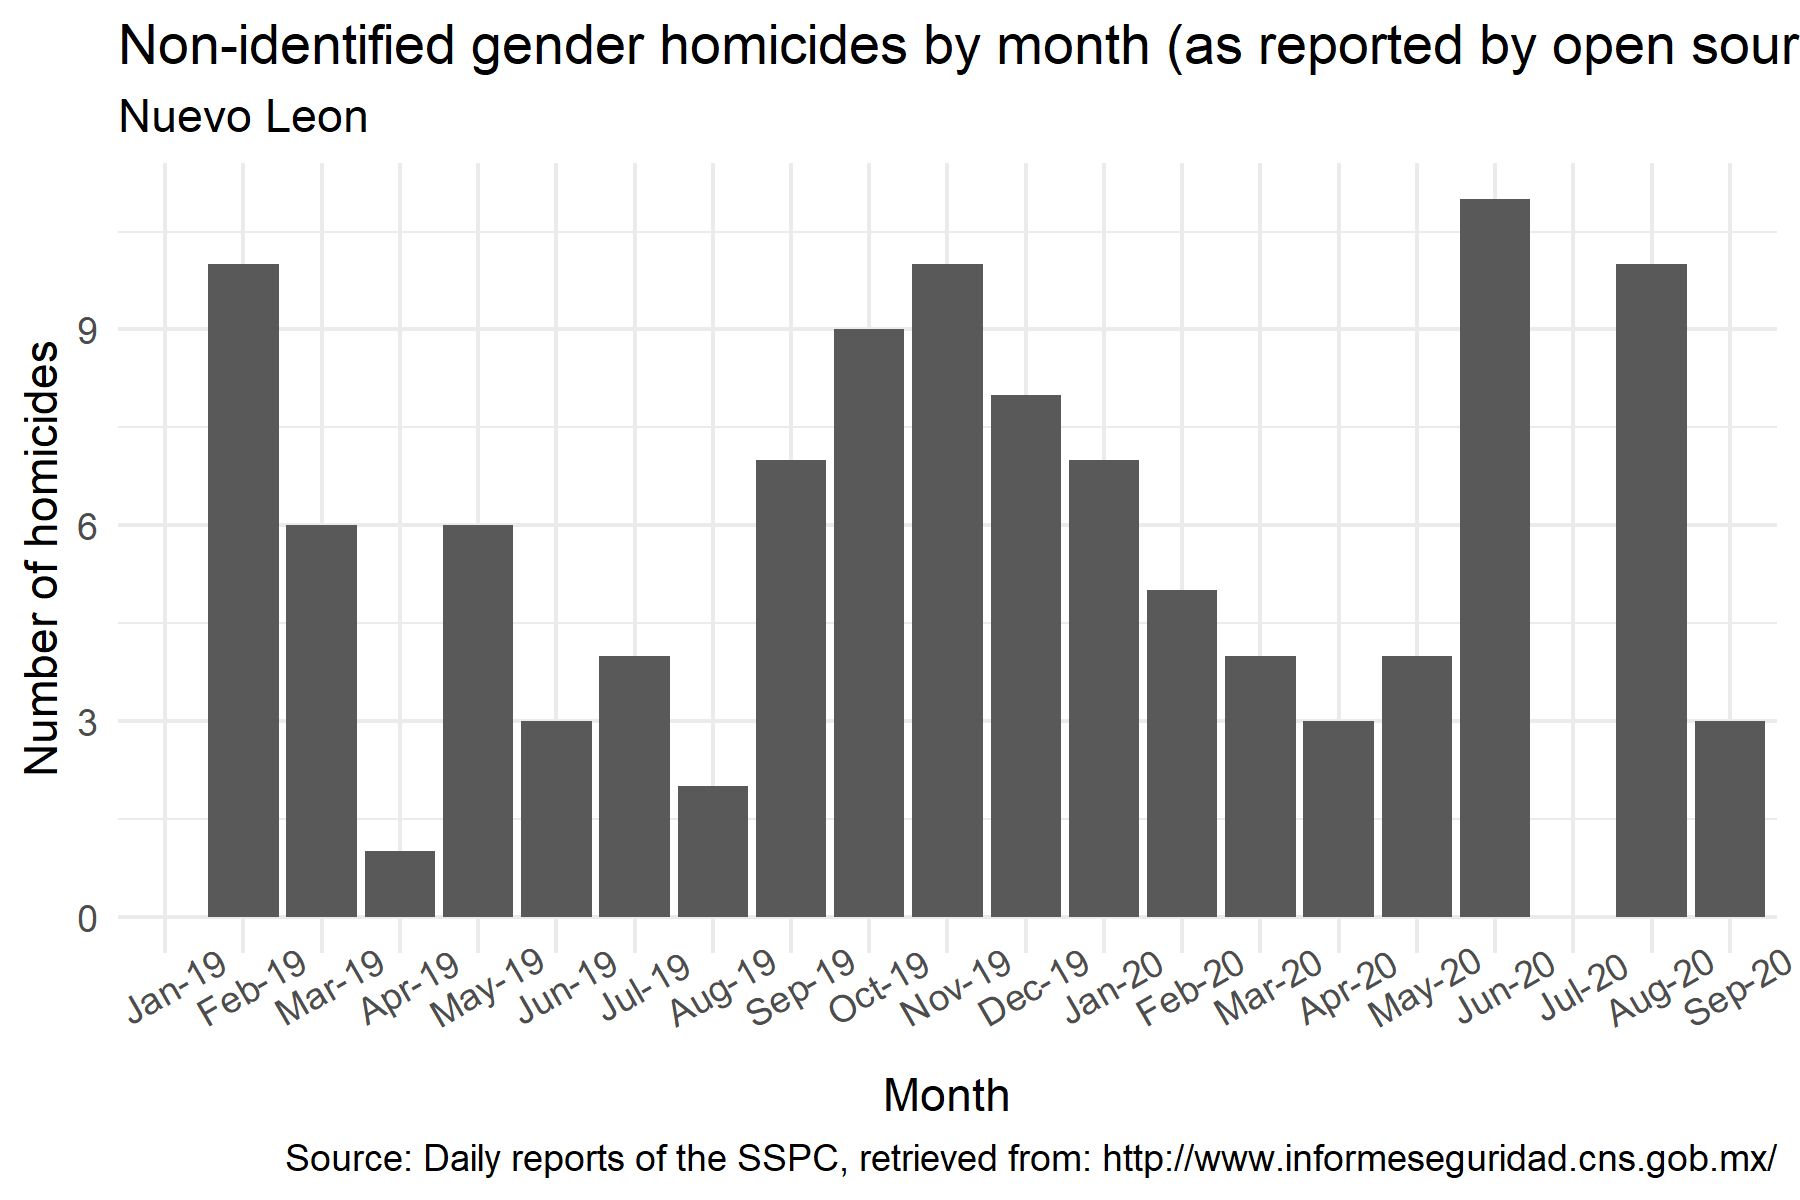 Non-identified gender homicides by month (as reported by open sour
Nuevo Leon
Number of homicides
9
6
3
0
Jan-19
Feb-19
Mar-19
Apr-19
May-19
Jun-19
Jul-19
Aug-19
Sep-19
Oct-19
Nov-19
Dec-19
Jan-20
Feb-20
Mar-20
Apr-20
May-20
Jun-20
Jul-20
Aug-20
Sep-20
Month
Source: Daily reports of the SSPC, retrieved from: http://www.informeseguridad.cns.gob.mx/